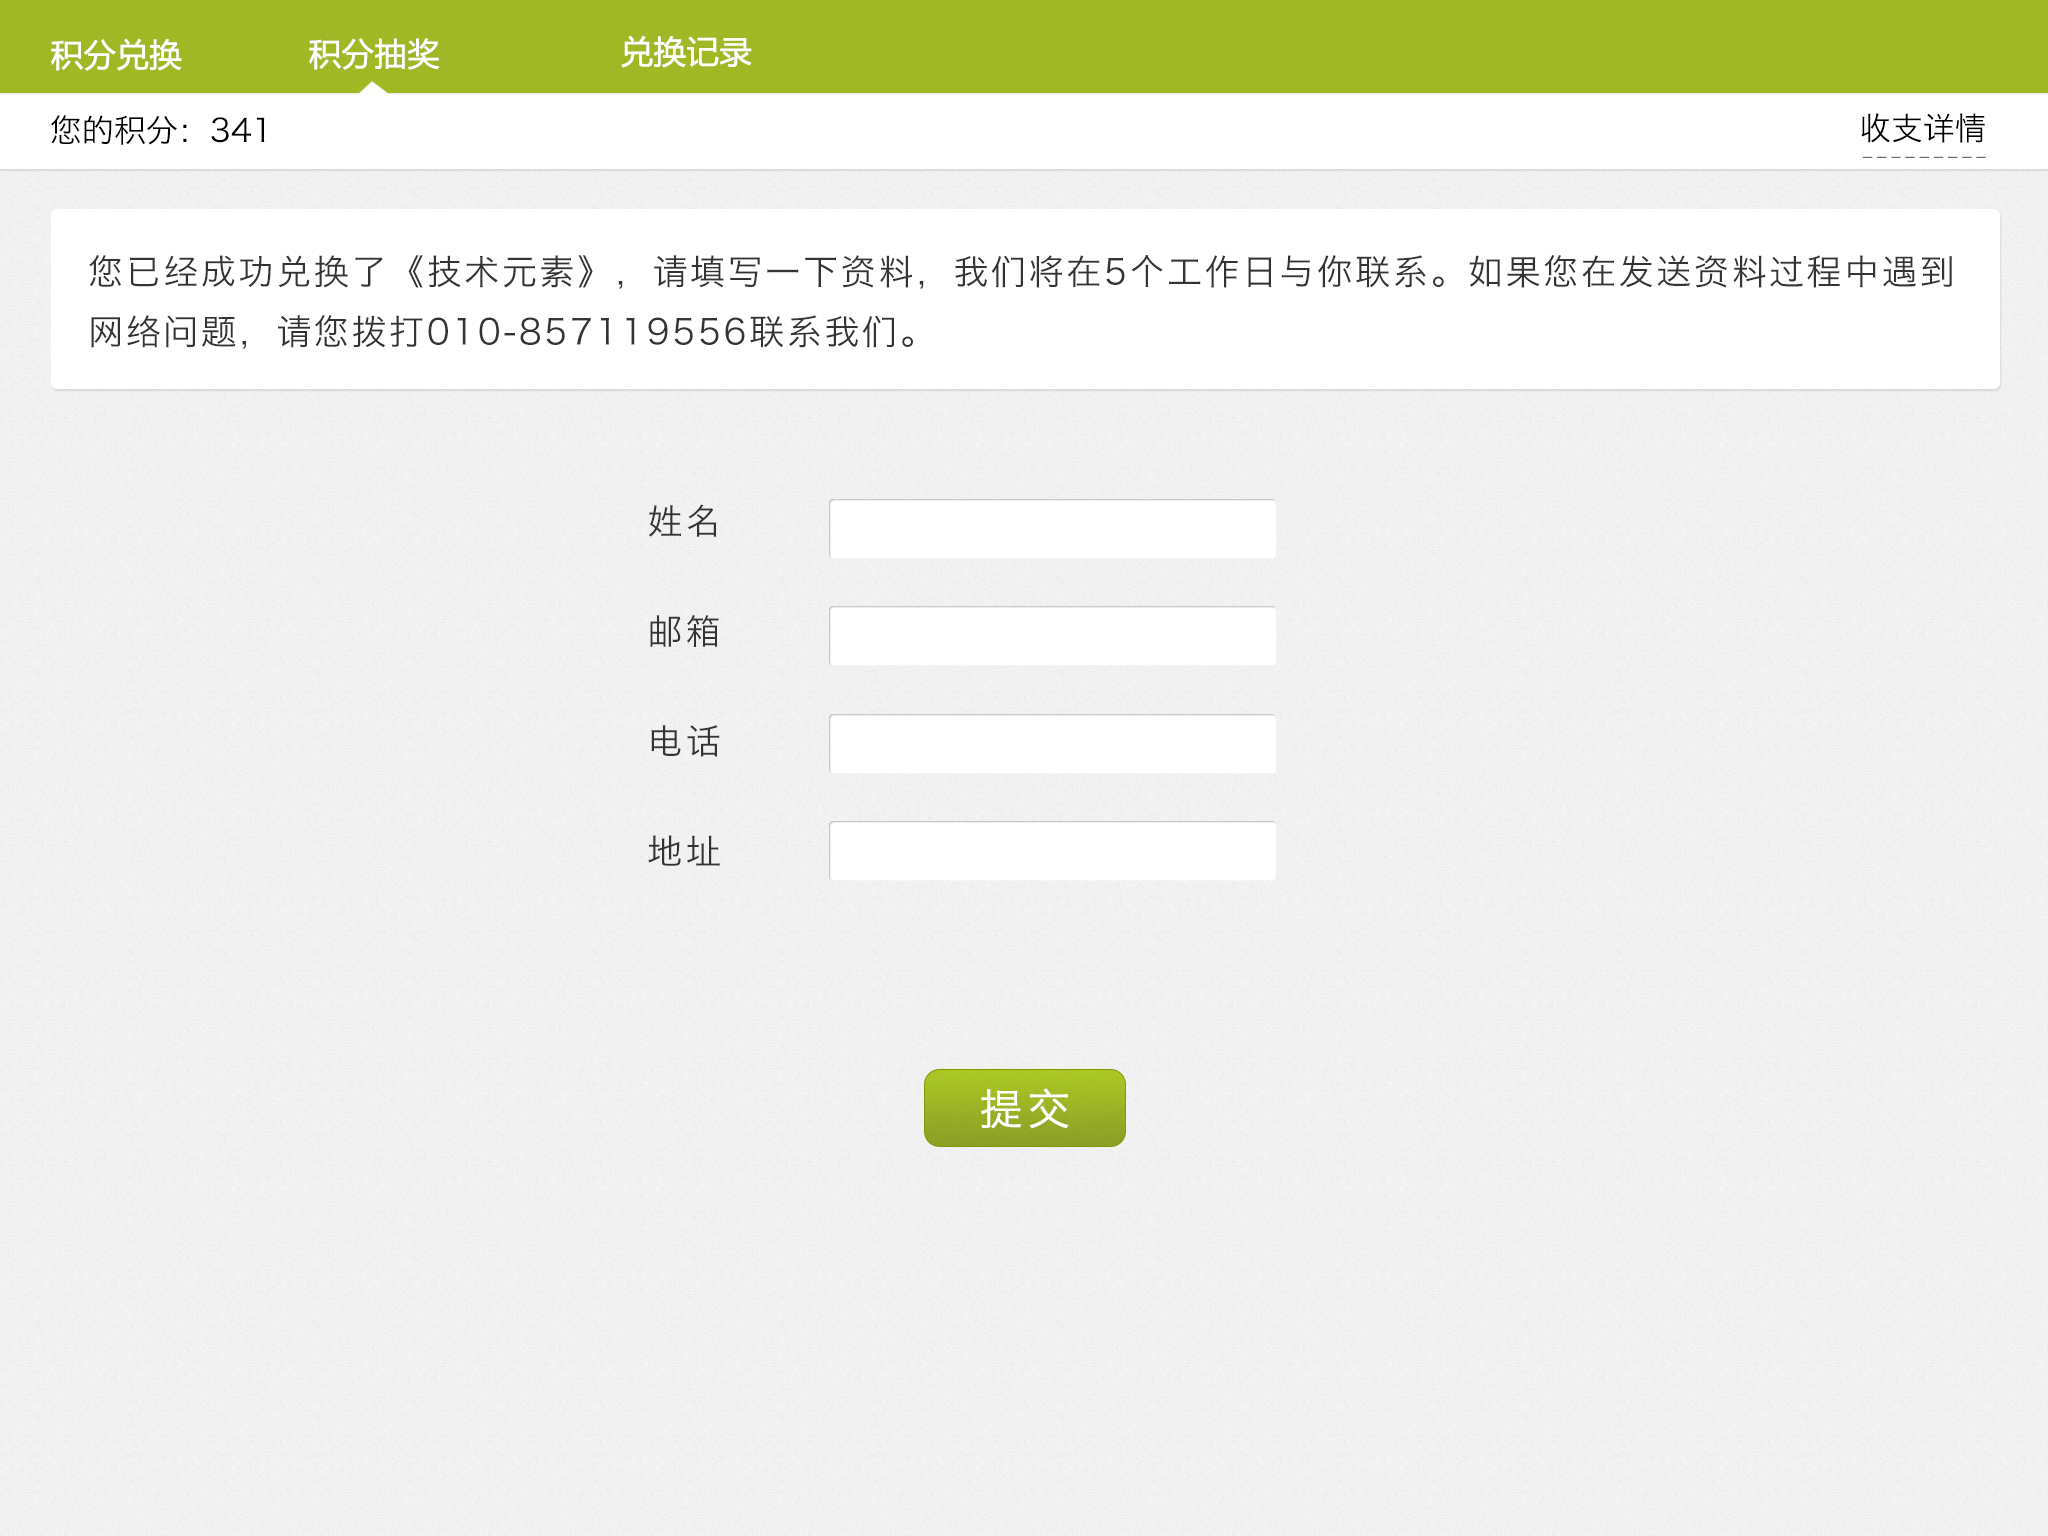 积分兑换 积分抽奖 兑换记录
您的积分：341 收支详情
您已经成功兑换了《技术元素》，请填写一下资料，我们将在5个工作日与你联系。如果您在发送资料过程中遇到
网络问题，请您拨打010-857119556联系我们。
姓名
邮箱
电话
地址
提交